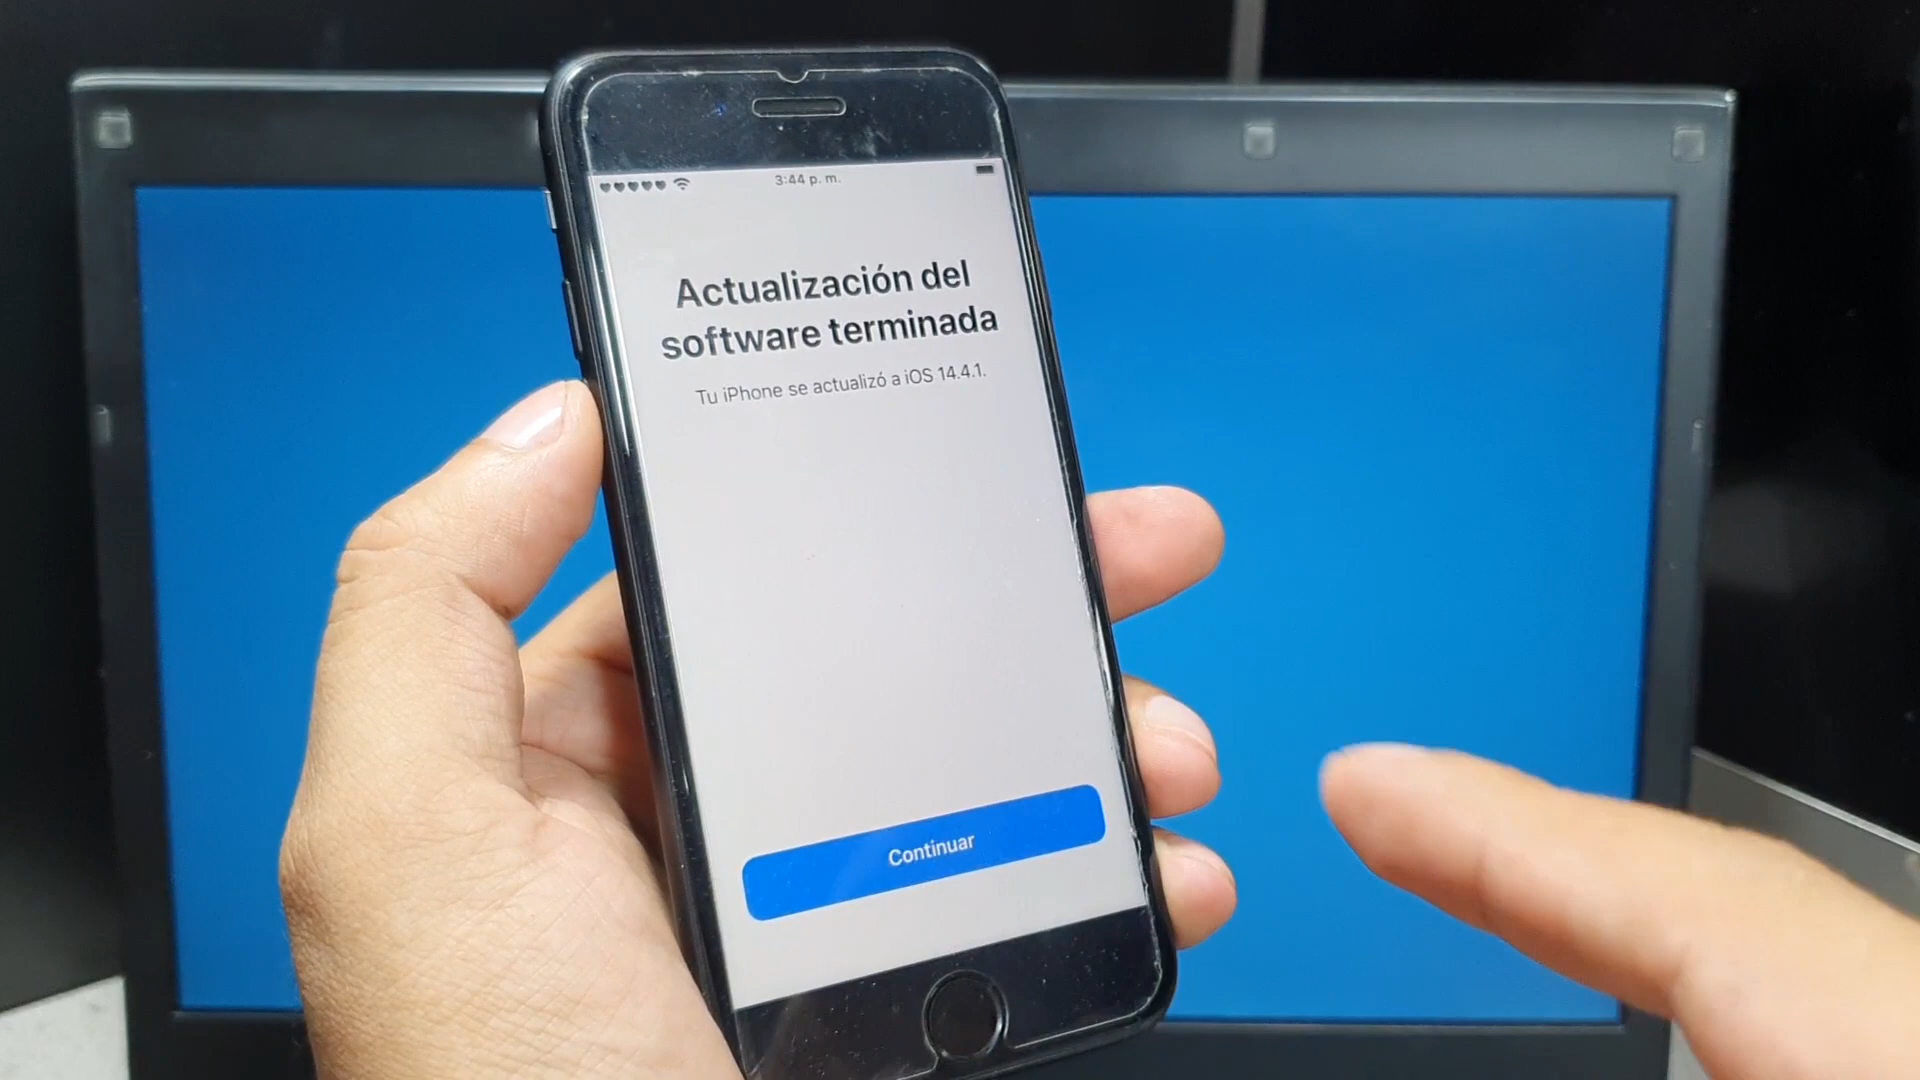 3:44 p. m.
Actualización del
software terminada
Tu iPhone se actualizó a iOS 14.4.1.
Continuar